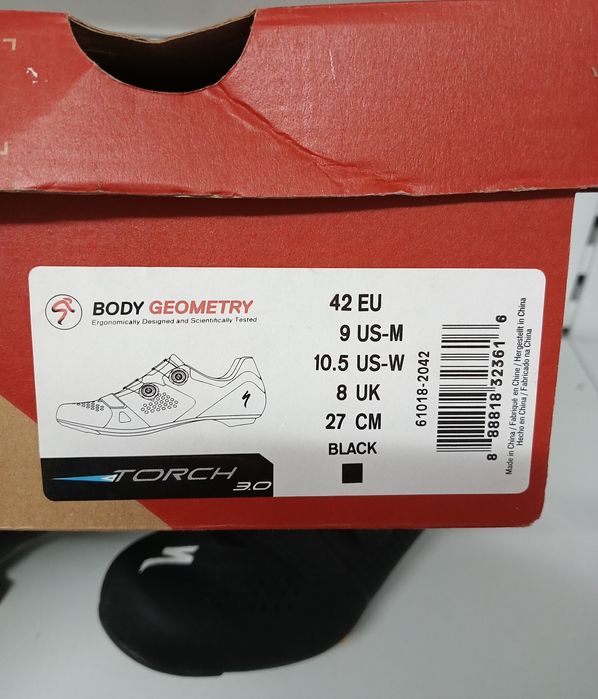 BODY GEOMETRY
Ergonomically Designed and Scientifically Tested
TORCH
3.0
42 EU
9 US-M
10.5 US-W
8 UK
27 CM
BLACK
61018-2042
8 88818 32361 6
Made in China / Fabriqué en Chine / Hergestellt in China
Hecho en China / Fabricado na China